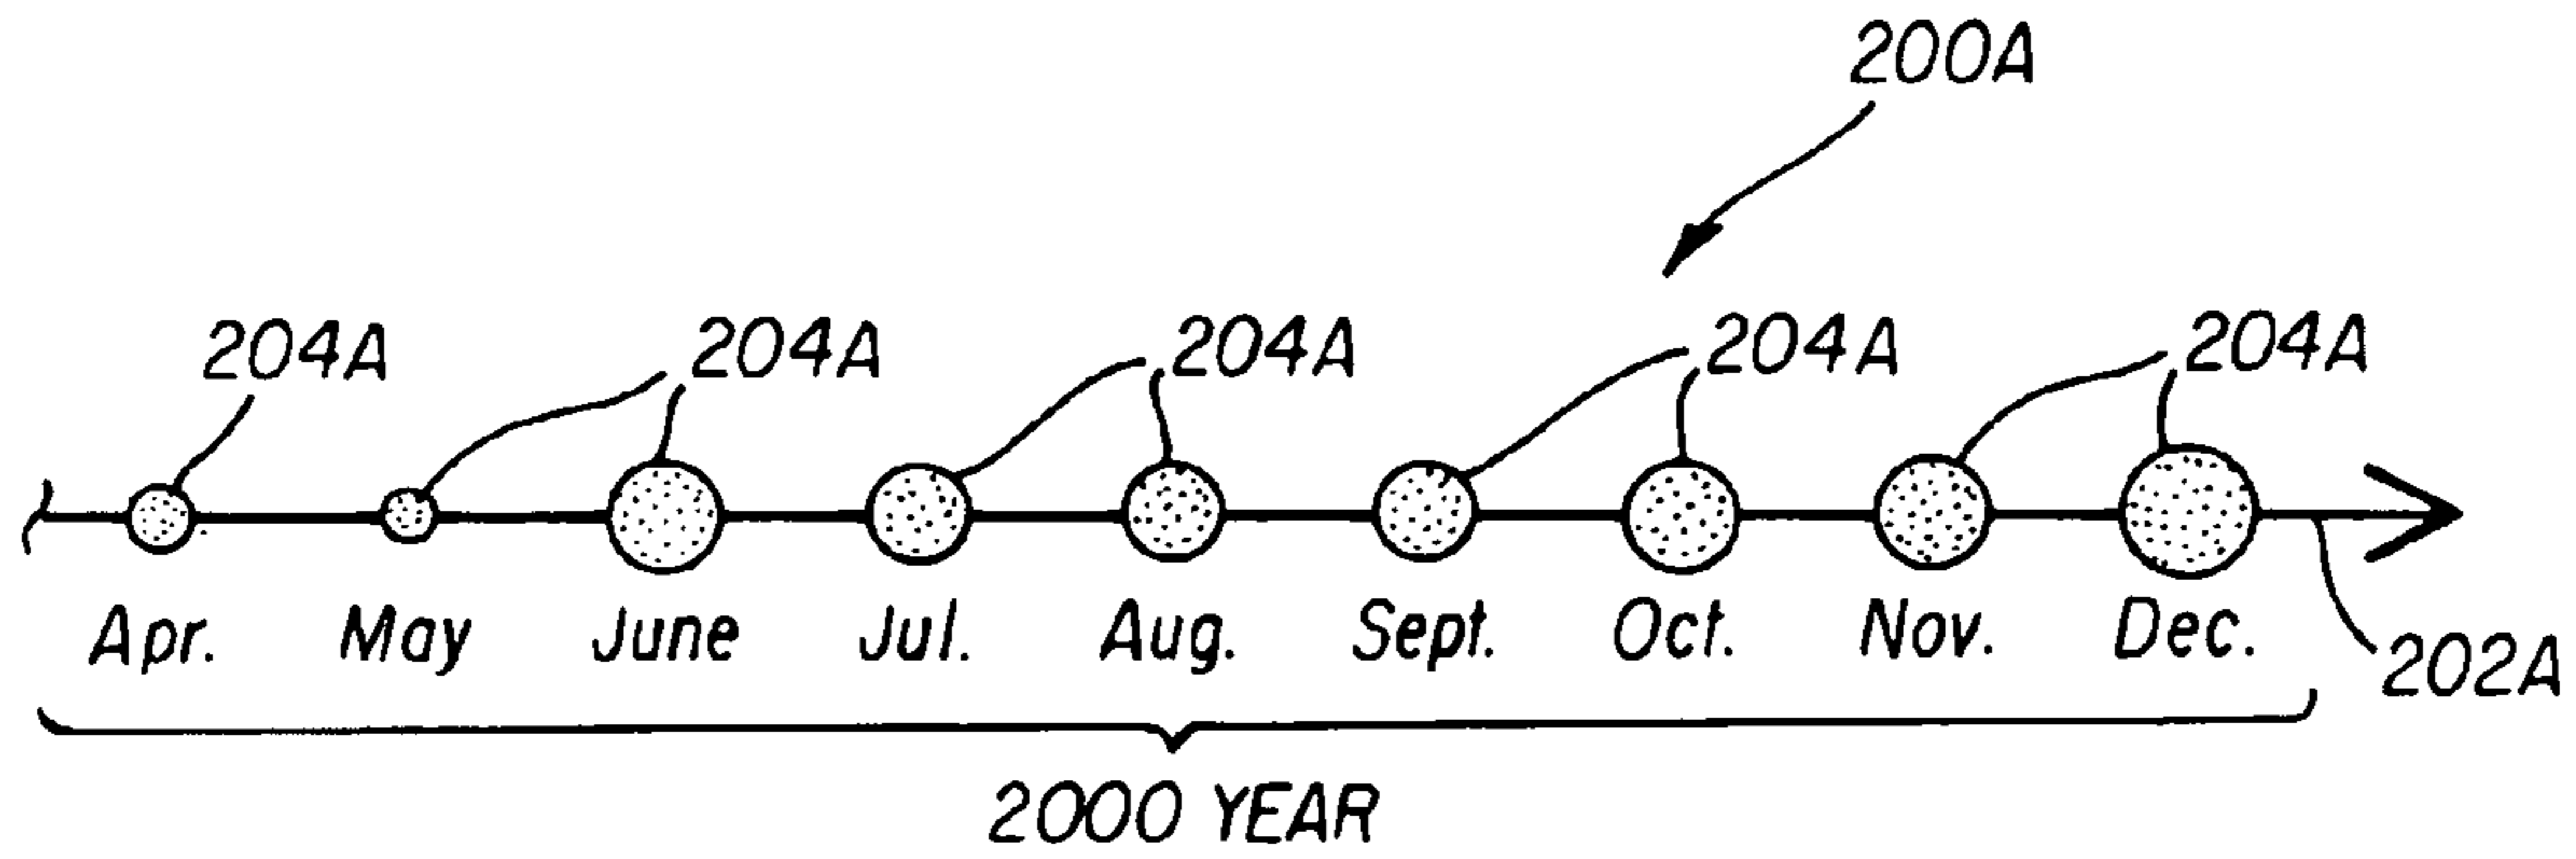 200A
204A 204A 204A 204A 204A
Apr. May June Jul. Aug. Sept. Oct. Nov. Dec.
202A
2000 YEAR